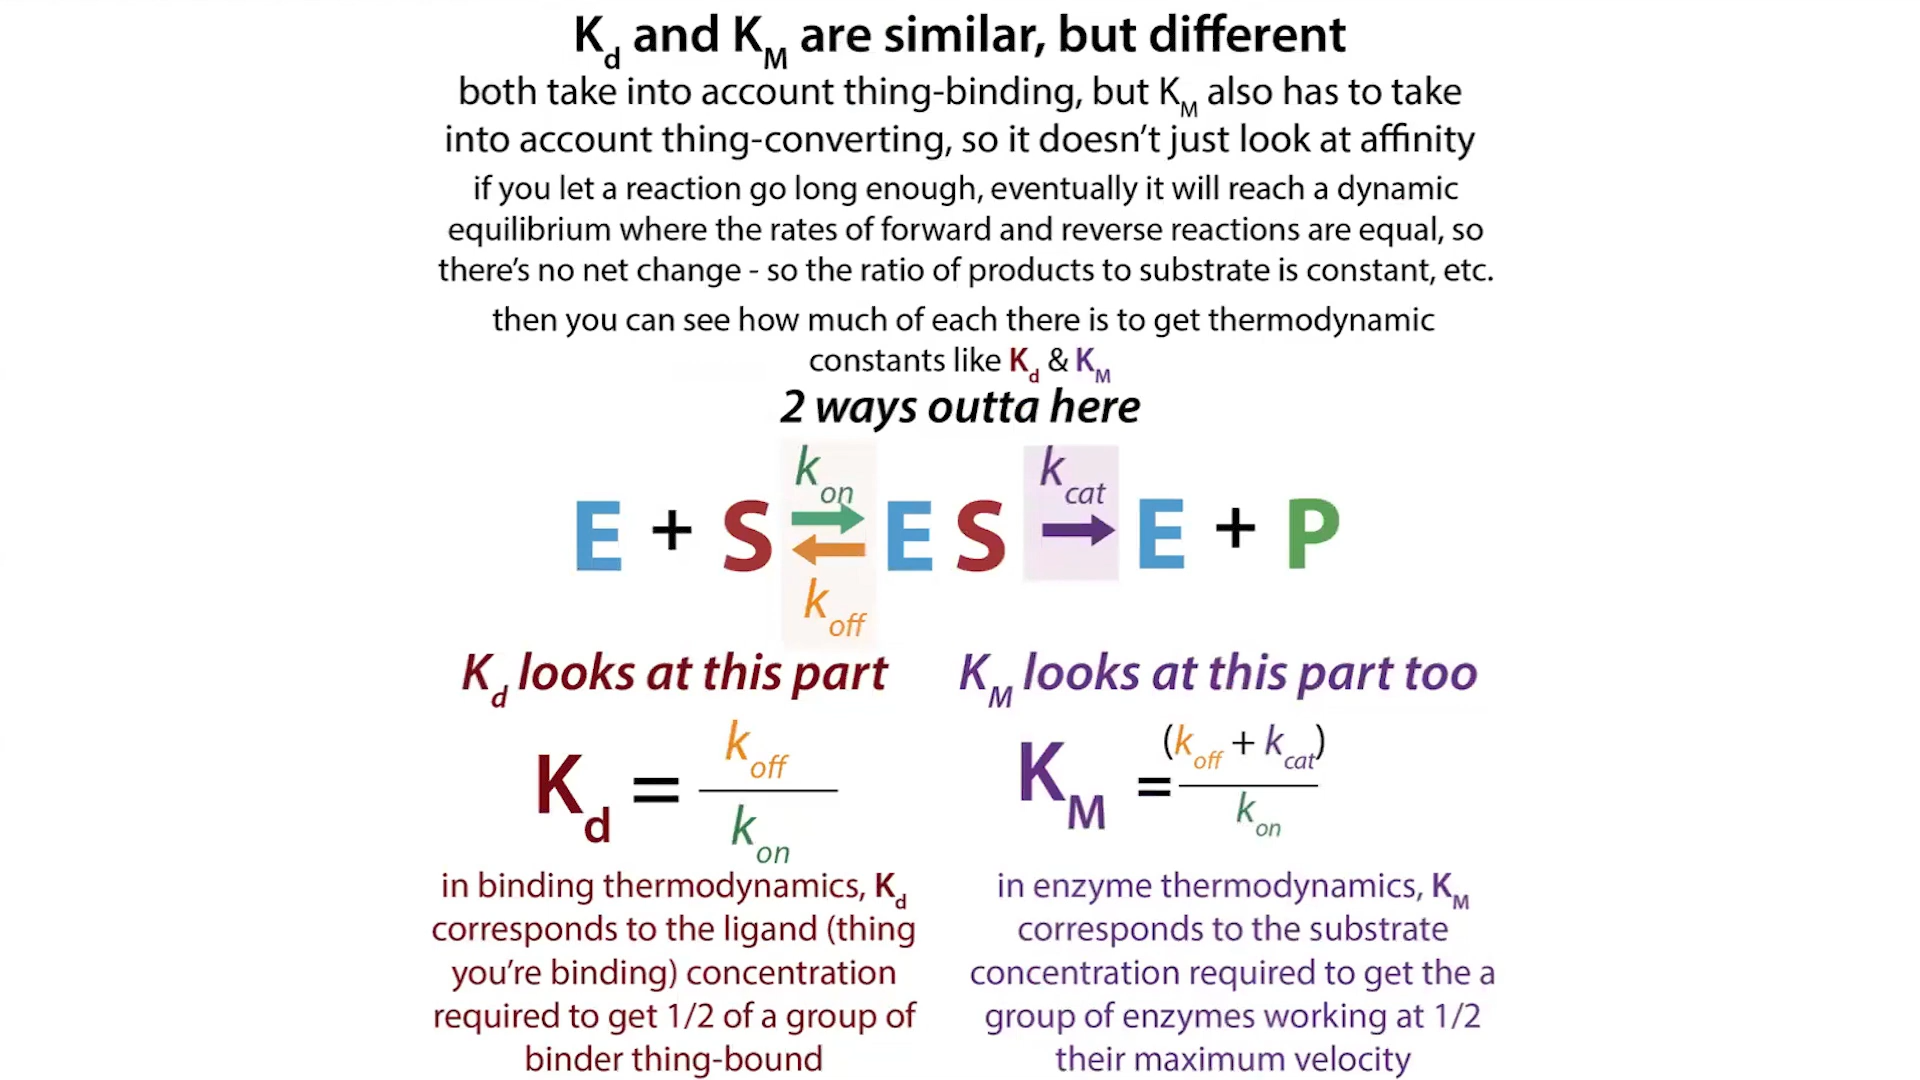 Kd and KM are similar, but different
both take into account thing-binding, but KM also has to take
into account thing-converting, so it doesn't just look at affinity
if you let a reaction go long enough, eventually it will reach a dynamic
equilibrium where the rates of forward and reverse reactions are equal, so
there's no net change - so the ratio of products to substrate is constant, etc.
then you can see how much of each there is to get thermodynamic
constants like Kd & KM
2 ways outta here
kon kcat
E + S ES E + P
koff
Kd looks at this part
Kd = koff
kon
in binding thermodynamics, Kd
corresponds to the ligand (thing
you're binding) concentration
required to get 1/2 of a group of
binder thing-bound
KM looks at this part too
KM = (koff + kcat)
kon
in enzyme thermodynamics, KM
corresponds to the substrate
concentration required to get the a
group of enzymes working at 1/2
their maximum velocity